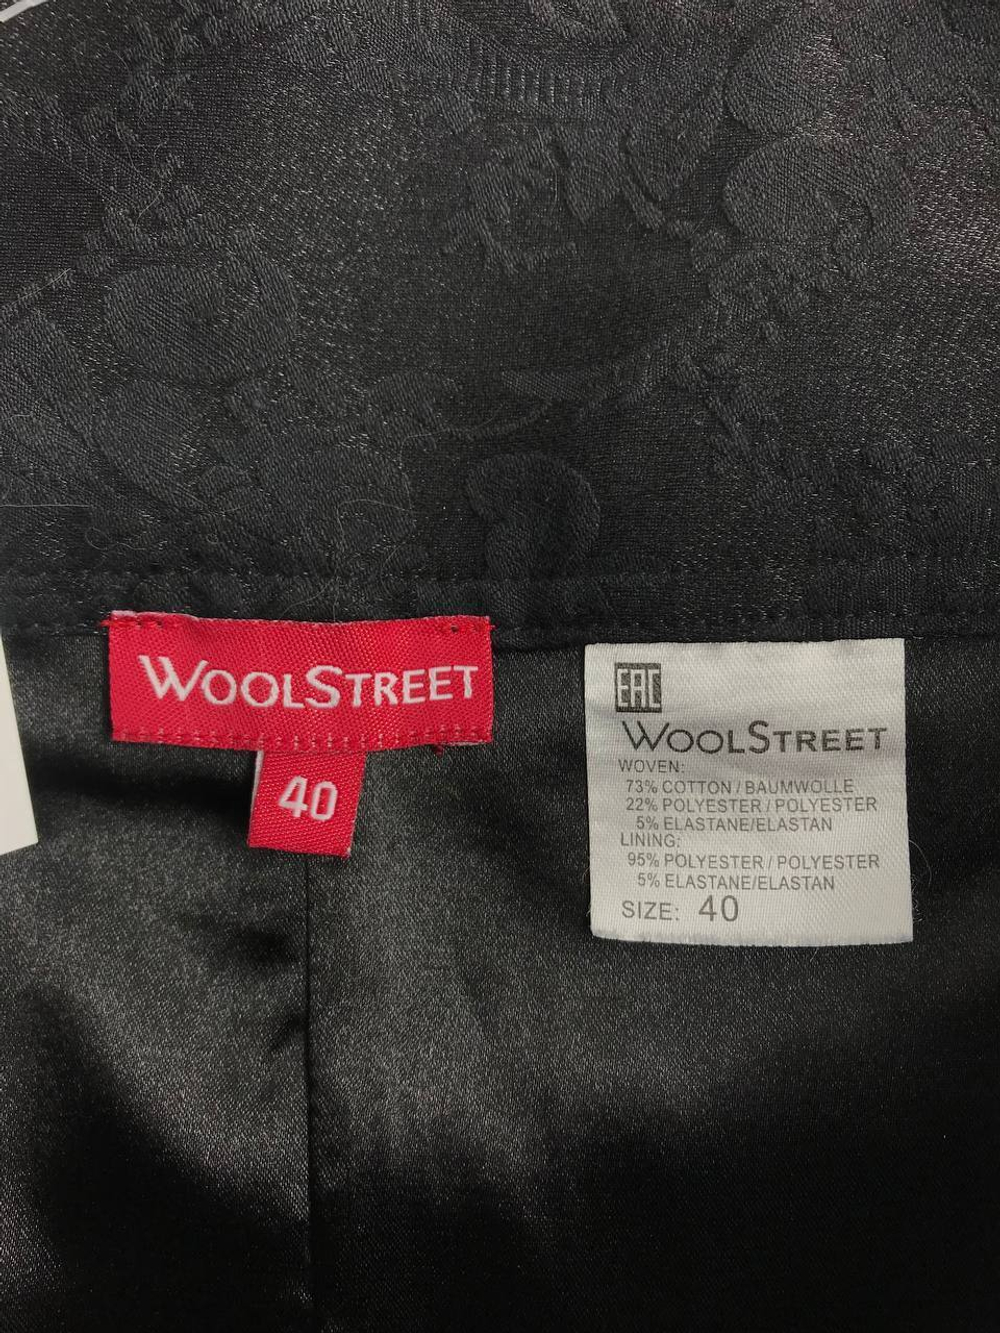 WOOLSTREET
40
EAC
WOOLSTREET
WOVEN:
73% COTTON / BAUMWOLLE
22% POLYESTER / POLYESTER
5% ELASTANE/ELASTAN
LINING:
95% POLYESTER / POLYESTER
5% ELASTANE/ELASTAN
SIZE: 40